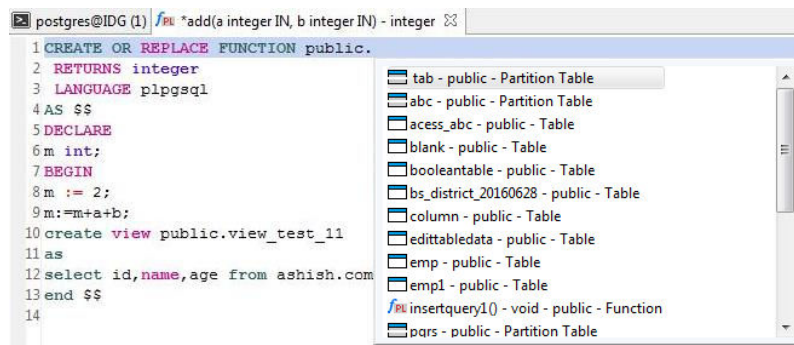 postgres@IDG (1) PL *add(a integer IN, b integer IN) - integer
1 CREATE OR REPLACE FUNCTION public.
2 RETURNS integer
3 LANGUAGE plpgsql
4 AS $$
5 DECLARE
6 m int;
7 BEGIN
8 m := 2;
9 m:=m+a+b;
10 create view public.view_test_11
11 as
12 select id,name,age from ashish.com
13 end $$
14
tab - public - Partition Table
abc - public - Partition Table
acess_abc - public - Table
blank - public - Table
booleantable - public - Table
bs_district_20160628 - public - Table
column - public - Table
edittabledata - public - Table
emp - public - Table
emp1 - public - Table
PL insertquery1() - void - public - Function
pqrs - public - Partition Table